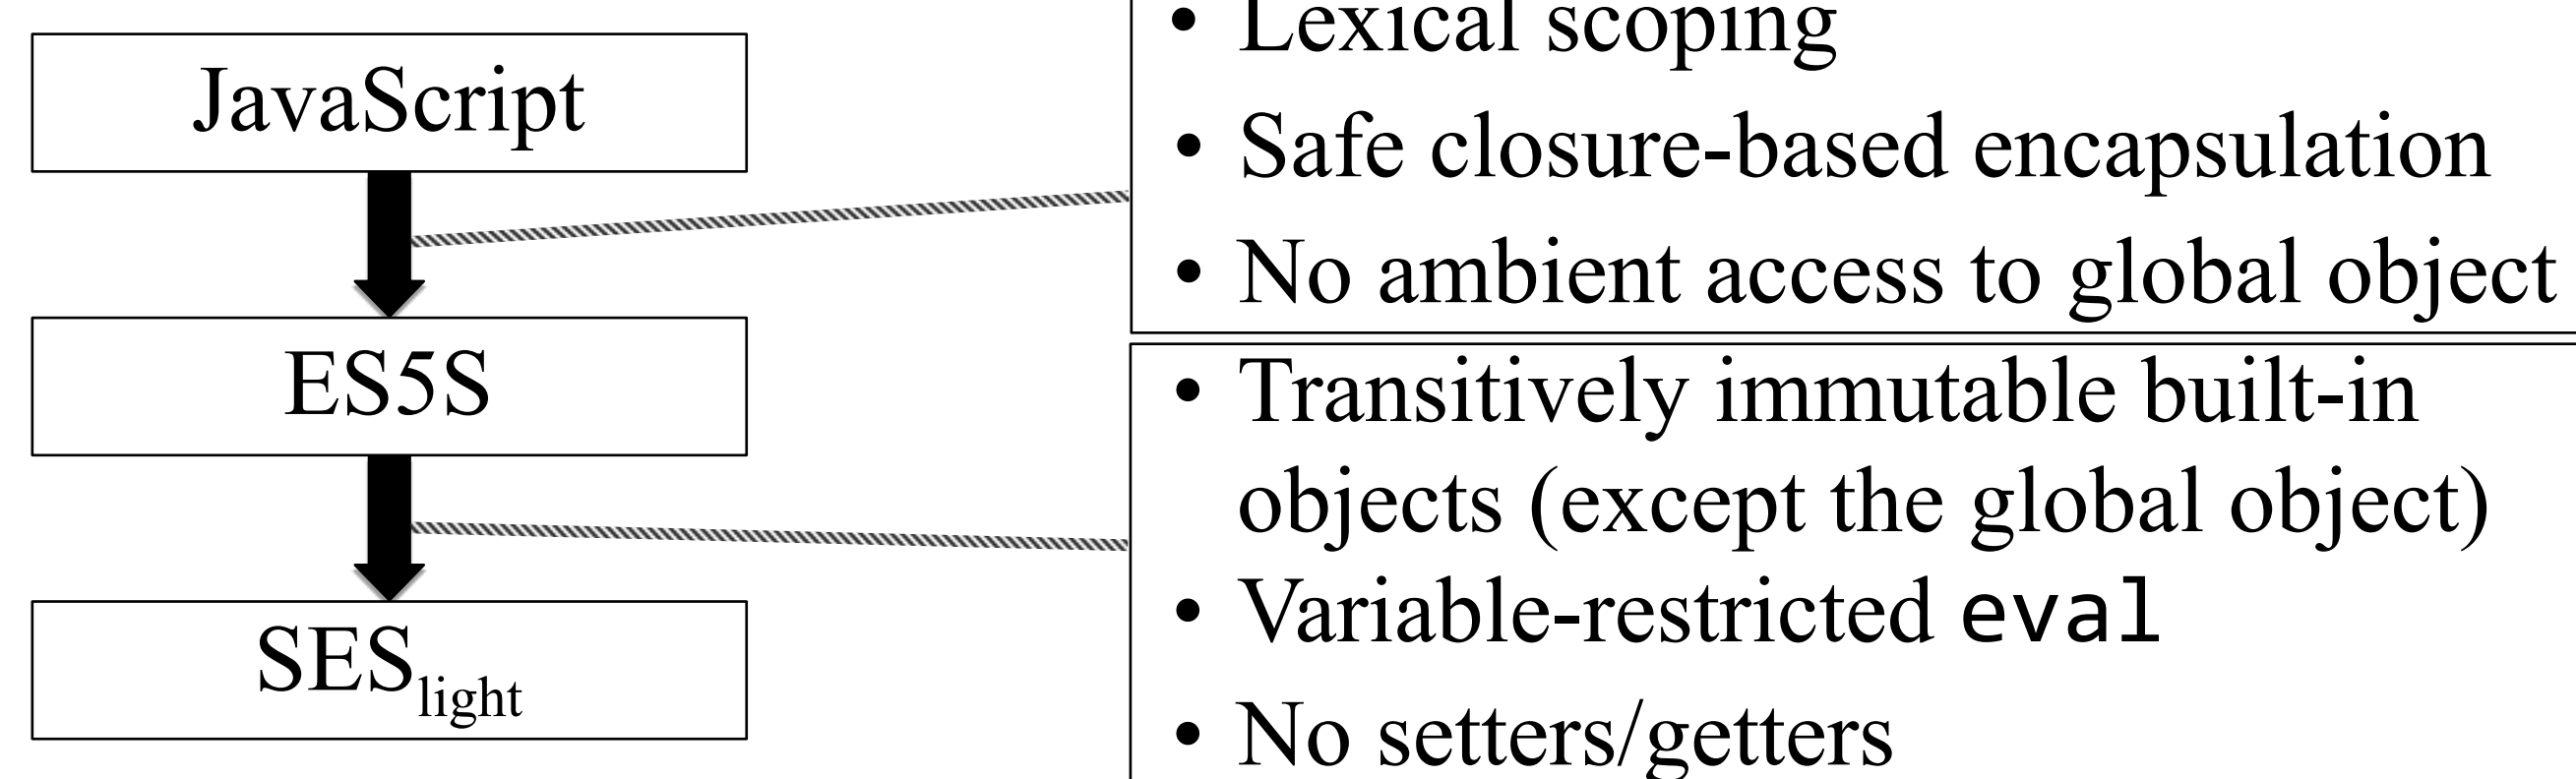 JavaScript
ES5S
SESlight
• Lexical scoping
• Safe closure-based encapsulation
• No ambient access to global object
• Transitively immutable built-in
objects (except the global object)
• Variable-restricted eval
• No setters/getters